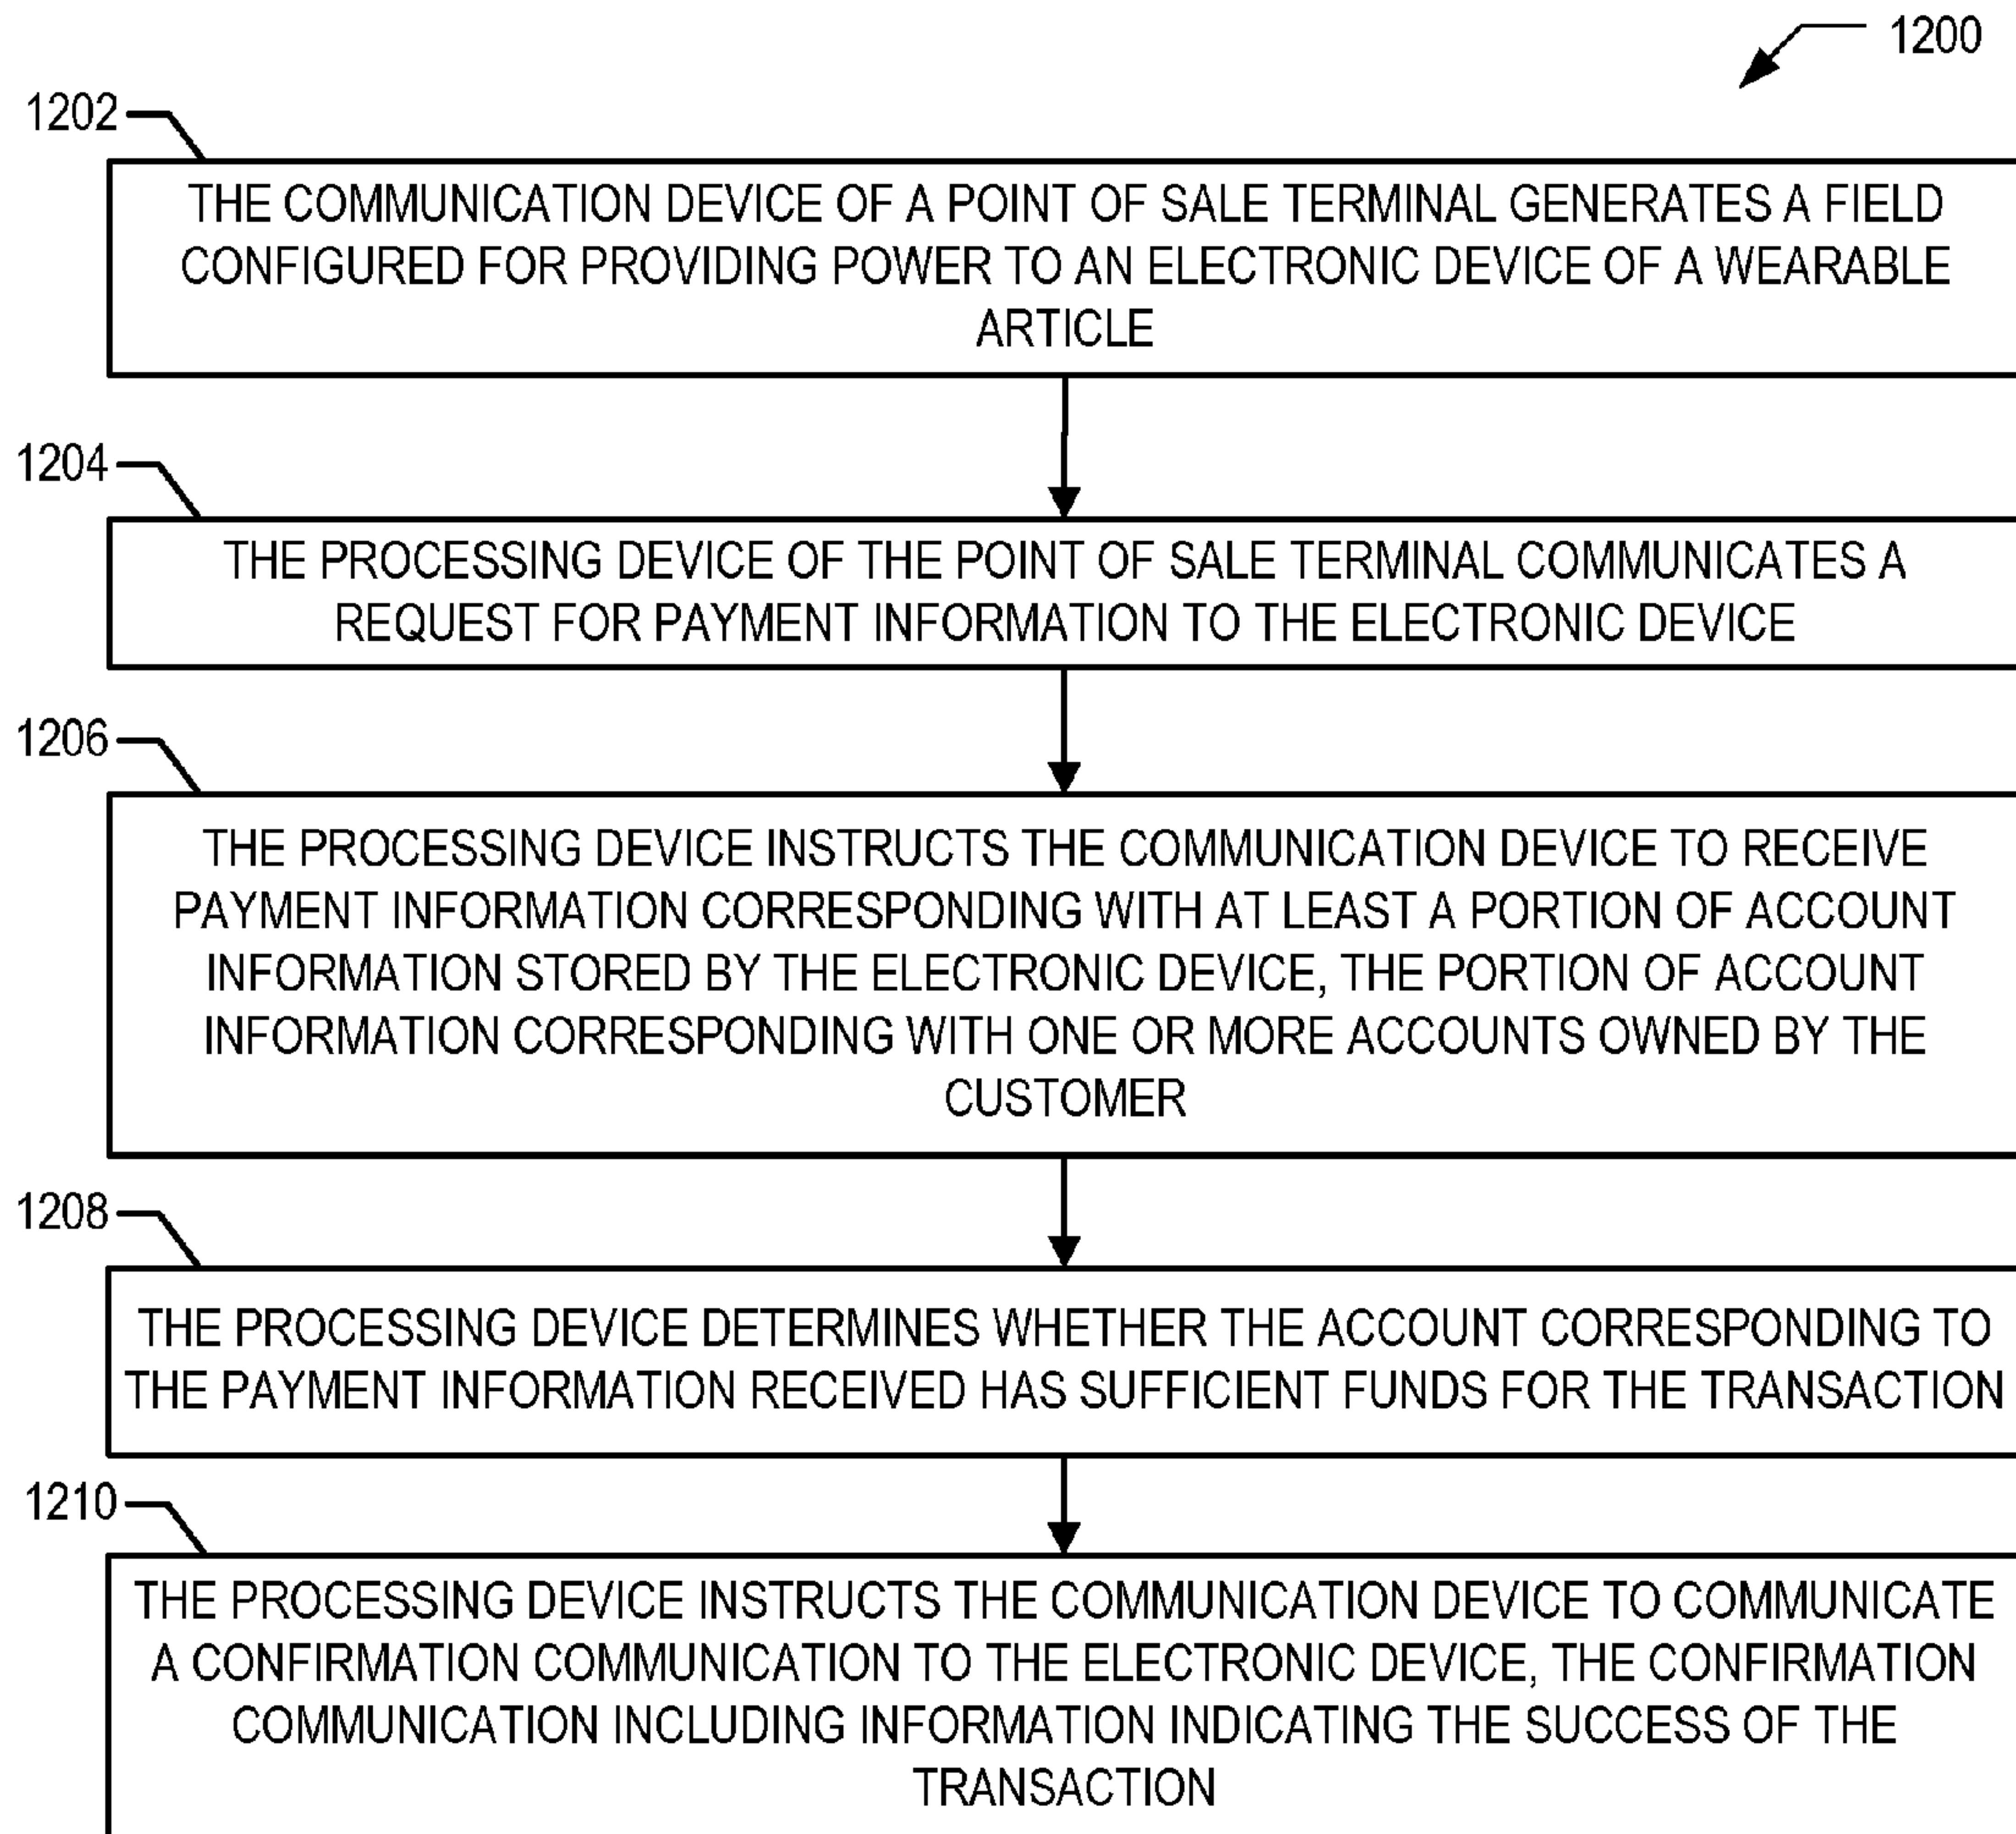 1200
1202
THE COMMUNICATION DEVICE OF A POINT OF SALE TERMINAL GENERATES A FIELD
CONFIGURED FOR PROVIDING POWER TO AN ELECTRONIC DEVICE OF A WEARABLE
ARTICLE
1204
THE PROCESSING DEVICE OF THE POINT OF SALE TERMINAL COMMUNICATES A
REQUEST FOR PAYMENT INFORMATION TO THE ELECTRONIC DEVICE
1206
THE PROCESSING DEVICE INSTRUCTS THE COMMUNICATION DEVICE TO RECEIVE
PAYMENT INFORMATION CORRESPONDING WITH AT LEAST A PORTION OF ACCOUNT
INFORMATION STORED BY THE ELECTRONIC DEVICE, THE PORTION OF ACCOUNT
INFORMATION CORRESPONDING WITH ONE OR MORE ACCOUNTS OWNED BY THE
CUSTOMER
1208
THE PROCESSING DEVICE DETERMINES WHETHER THE ACCOUNT CORRESPONDING TO
THE PAYMENT INFORMATION RECEIVED HAS SUFFICIENT FUNDS FOR THE TRANSACTION
1210
THE PROCESSING DEVICE INSTRUCTS THE COMMUNICATION DEVICE TO COMMUNICATE
A CONFIRMATION COMMUNICATION TO THE ELECTRONIC DEVICE, THE CONFIRMATION
COMMUNICATION INCLUDING INFORMATION INDICATING THE SUCCESS OF THE
TRANSACTION